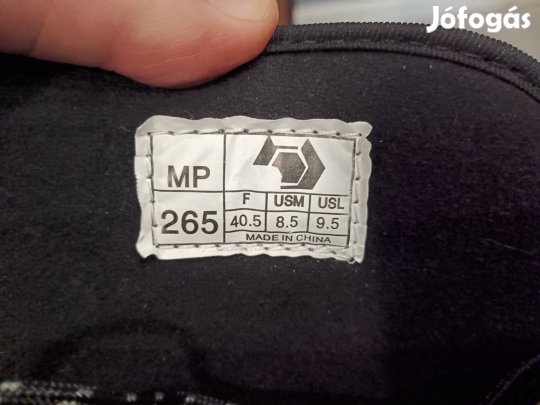 Jófogás
MP
F USM USL
265 40.5 8.5 9.5
MADE IN CHINA